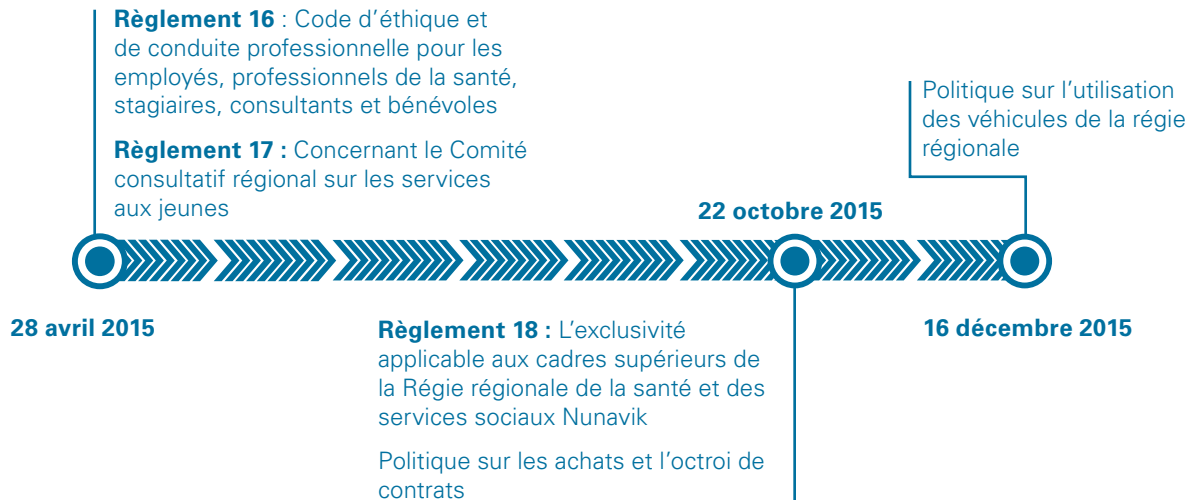 Règlement 16 : Code d’éthique et
de conduite professionnelle pour les
employés, professionnels de la santé,
stagiaires, consultants et bénévoles
Règlement 17 : Concernant le Comité
consultatif régional sur les services
aux jeunes
28 avril 2015
22 octobre 2015
Règlement 18 : L’exclusivité
applicable aux cadres supérieurs de
la Régie régionale de la santé et des
services sociaux Nunavik
Politique sur les achats et l’octroi de
contrats
Politique sur l’utilisation
des véhicules de la régie
régionale
16 décembre 2015